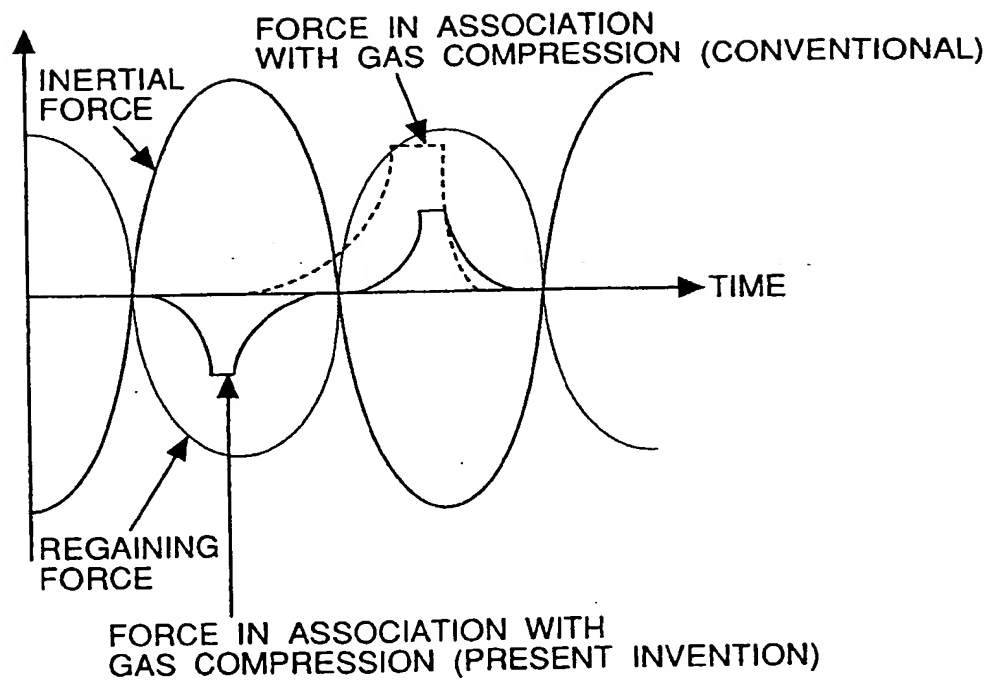 FORCE IN ASSOCIATION
WITH GAS COMPRESSION (CONVENTIONAL)
INERTIAL
FORCE
TIME
REGAINING
FORCE
FORCE IN ASSOCIATION WITH
GAS COMPRESSION (PRESENT INVENTION)